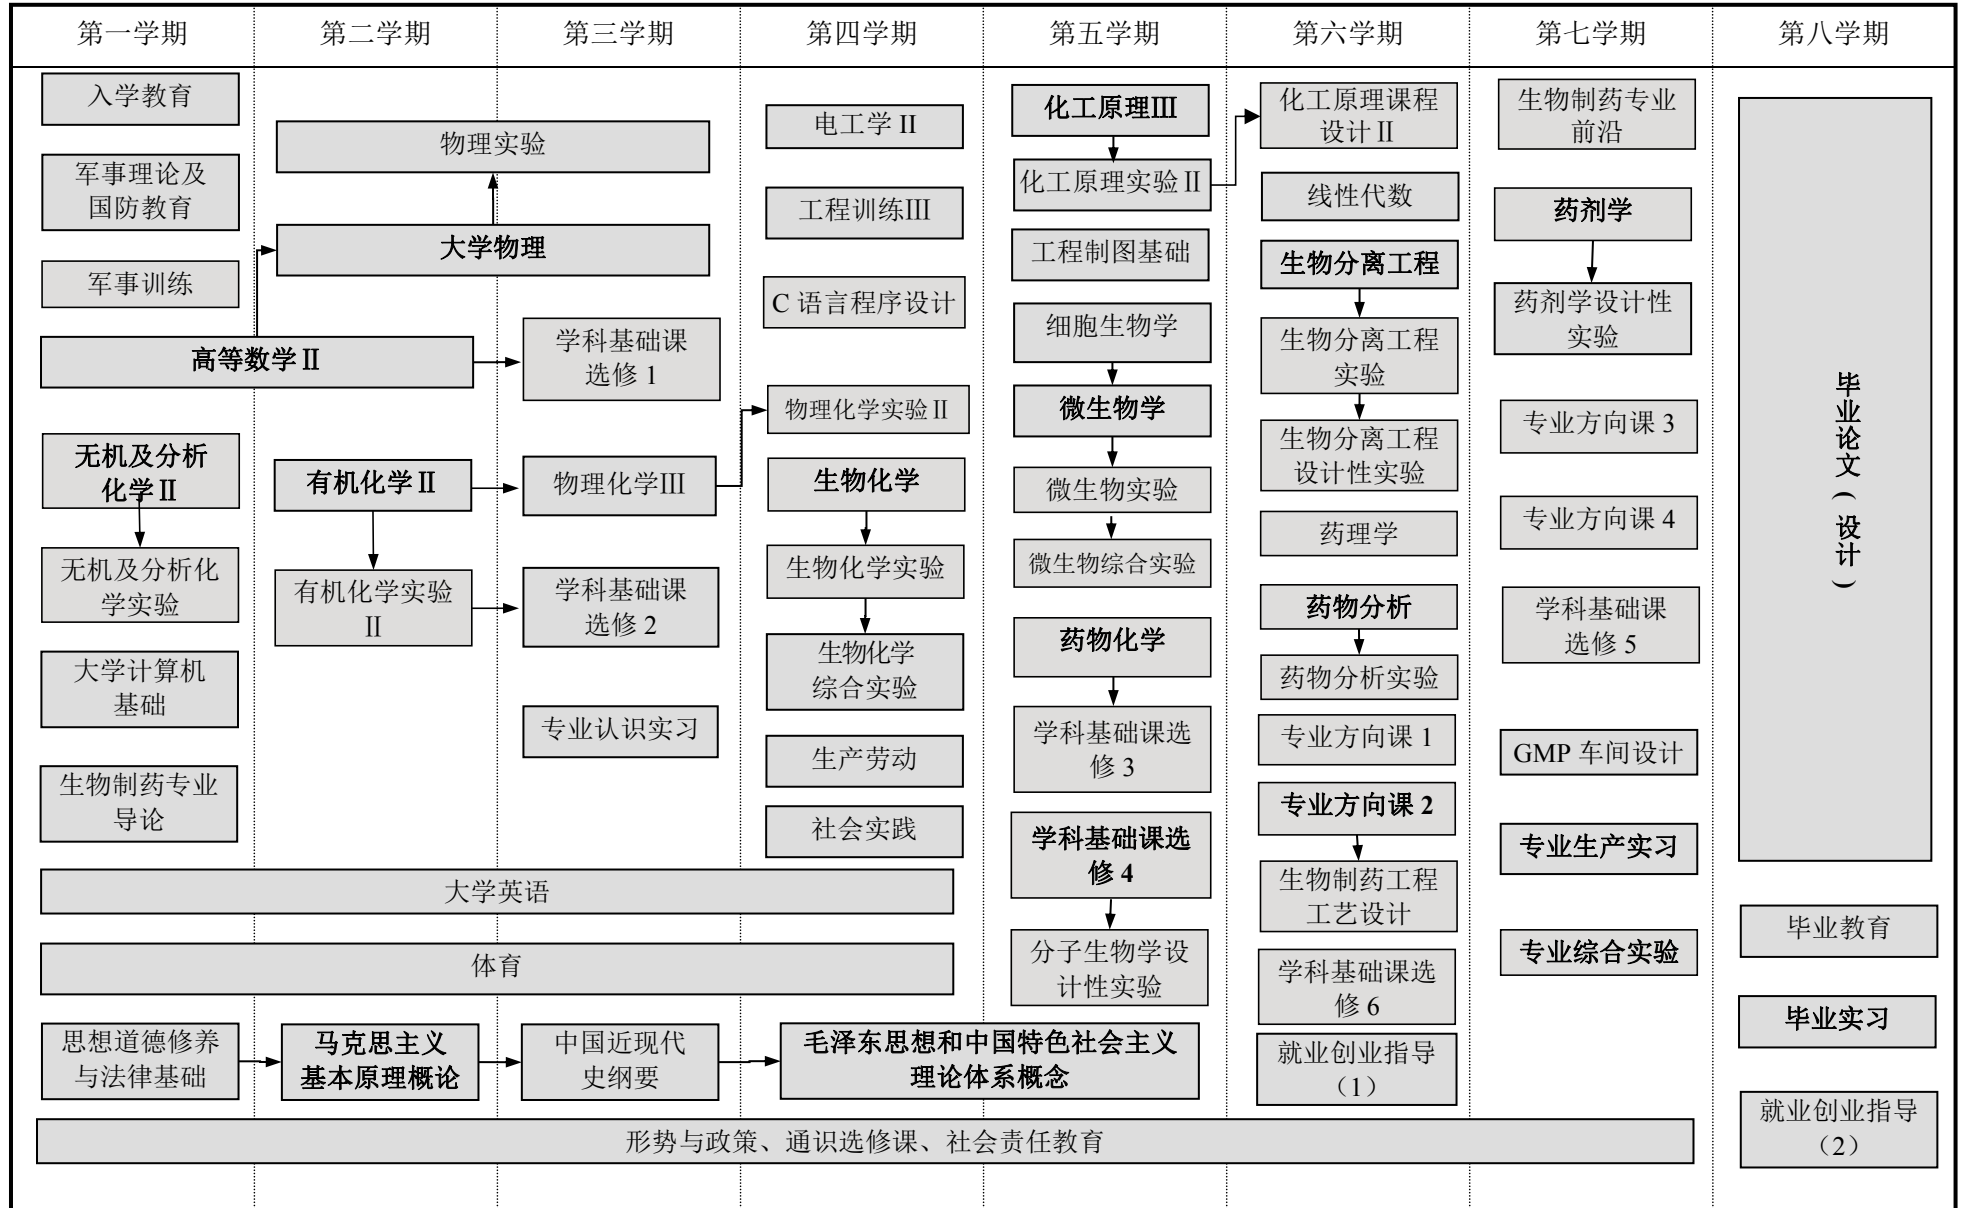 第一学期
第二学期
第三学期
第四学期
第五学期
第六学期
第七学期
第八学期
入学教育
军事理论及
国防教育
军事训练
高等数学Ⅱ
无机及分析
化学Ⅱ
无机及分析化
学实验
大学计算机
基础
生物制药专业
导论
物理实验
大学物理
有机化学Ⅱ
有机化学实验
Ⅱ
学科基础课
选修 1
物理化学Ⅲ
学科基础课
选修 2
专业认识实习
电工学 II
工程训练Ⅲ
C 语言程序设计
物理化学实验Ⅱ
生物化学
生物化学实验
生物化学
综合实验
生产劳动
社会实践
大学英语
体育
思想道德修养
与法律基础
马克思主义
基本原理概论
中国近现代
史纲要
毛泽东思想和中国特色社会主义
理论体系概念
化工原理Ⅲ
化工原理实验Ⅱ
工程制图基础
细胞生物学
微生物学
微生物实验
微生物综合实验
药物化学
学科基础课选
修 3
学科基础课选
修 4
分子生物学设
计性实验
化工原理课程
设计Ⅱ
线性代数
生物分离工程
生物分离工程
实验
生物分离工程
设计性实验
药理学
药物分析
药物分析实验
专业方向课 1
专业方向课 2
生物制药工程
工艺设计
学科基础课选
修 6
就业创业指导
（1）
生物制药专业
前沿
药剂学
药剂学设计性
实验
专业方向课 3
专业方向课 4
学科基础课
选修 5
GMP 车间设计
专业生产实习
专业综合实验
毕业论文(设计)
毕业教育
毕业实习
就业创业指导
（2）
形势与政策、通识选修课、社会责任教育